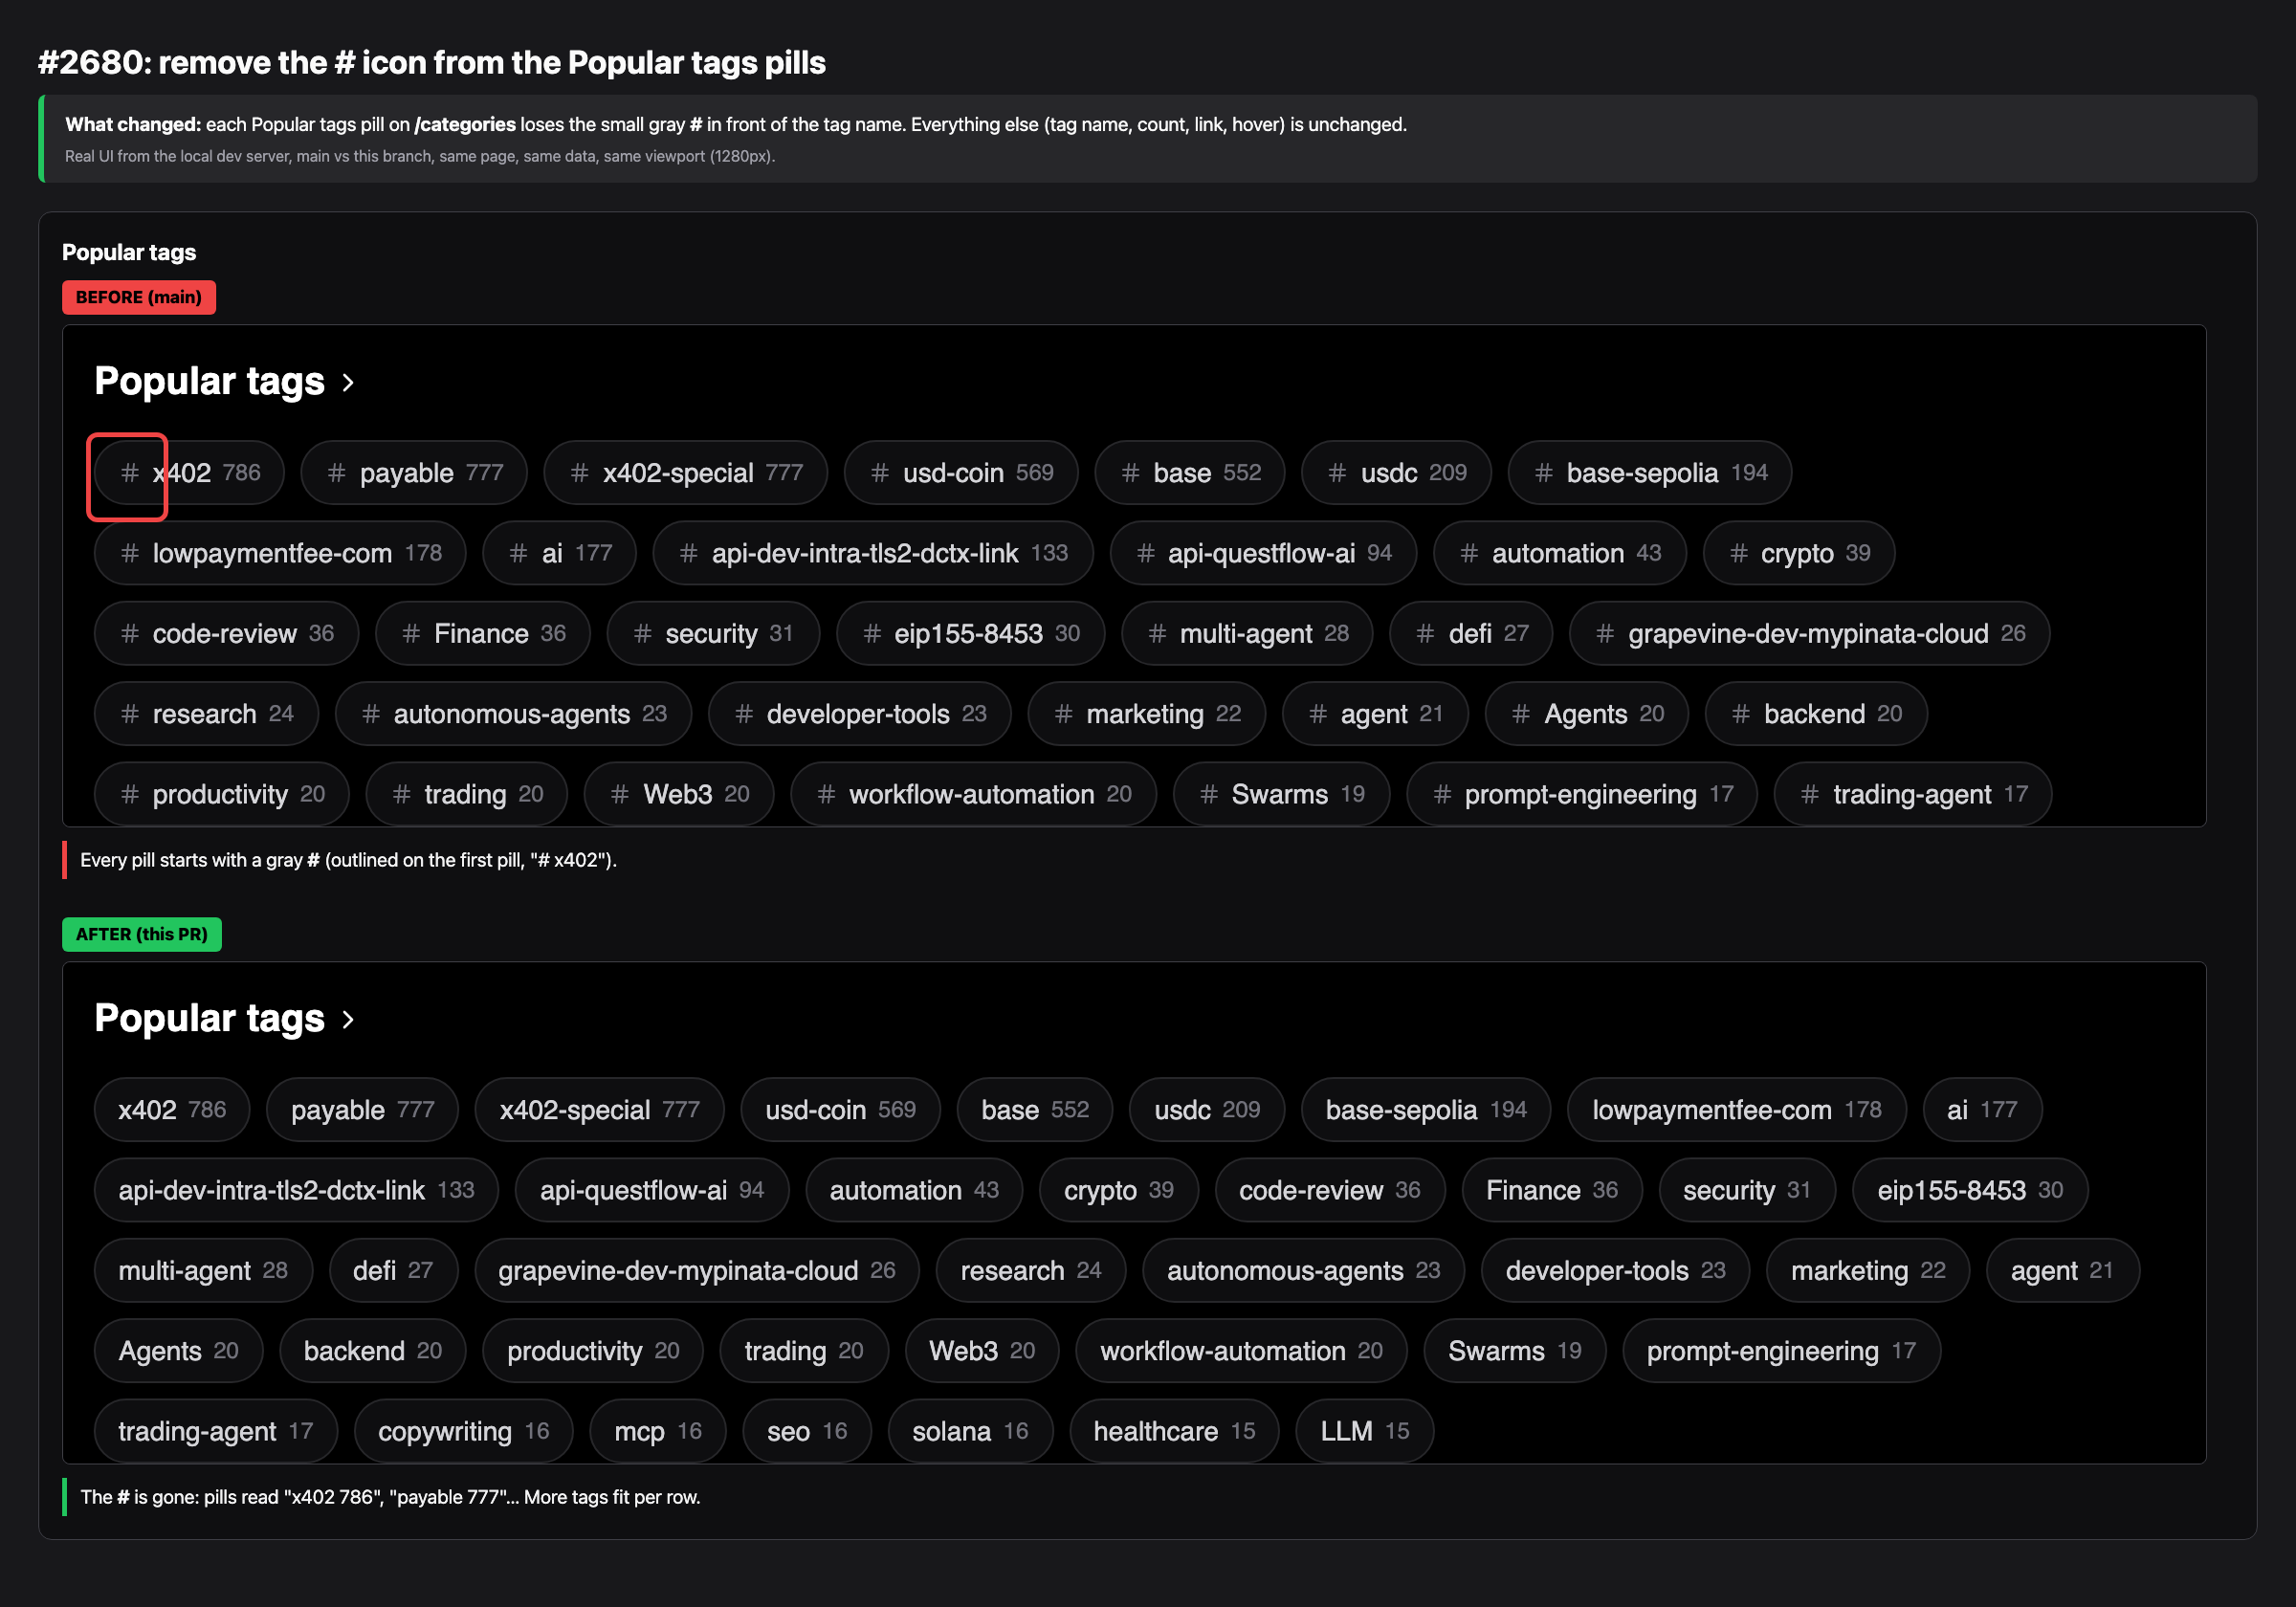 #2680: remove the # icon from the Popular tags pills
What changed: each Popular tags pill on /categories loses the small gray # in front of the tag name. Everything else (tag name, count, link, hover) is unchanged.
Real UI from the local dev server, main vs this branch, same page, same data, same viewport (1280px).
Popular tags
BEFORE (main)
Popular tags >
# x402 786 # payable 777 # x402-special 777 # usd-coin 569 # base 552 # usdc 209 # base-sepolia 194
# lowpaymentfee-com 178 # ai 177 # api-dev-intra-tls2-dctx-link 133 # api-questflow-ai 94 # automation 43 # crypto 39
# code-review 36 # Finance 36 # security 31 # eip155-8453 30 # multi-agent 28 # defi 27 # grapevine-dev-mypinata-cloud 26
# research 24 # autonomous-agents 23 # developer-tools 23 # marketing 22 # agent 21 # Agents 20 # backend 20
# productivity 20 # trading 20 # Web3 20 # workflow-automation 20 # Swarms 19 # prompt-engineering 17 # trading-agent 17
Every pill starts with a gray # (outlined on the first pill, "# x402").
AFTER (this PR)
Popular tags >
x402 786 payable 777 x402-special 777 usd-coin 569 base 552 usdc 209 base-sepolia 194 lowpaymentfee-com 178 ai 177
api-dev-intra-tls2-dctx-link 133 api-questflow-ai 94 automation 43 crypto 39 code-review 36 Finance 36 security 31 eip155-8453 30
multi-agent 28 defi 27 grapevine-dev-mypinata-cloud 26 research 24 autonomous-agents 23 developer-tools 23 marketing 22 agent 21
Agents 20 backend 20 productivity 20 trading 20 Web3 20 workflow-automation 20 Swarms 19 prompt-engineering 17
trading-agent 17 copywriting 16 mcp 16 seo 16 solana 16 healthcare 15 LLM 15
The # is gone: pills read "x402 786", "payable 777"... More tags fit per row.